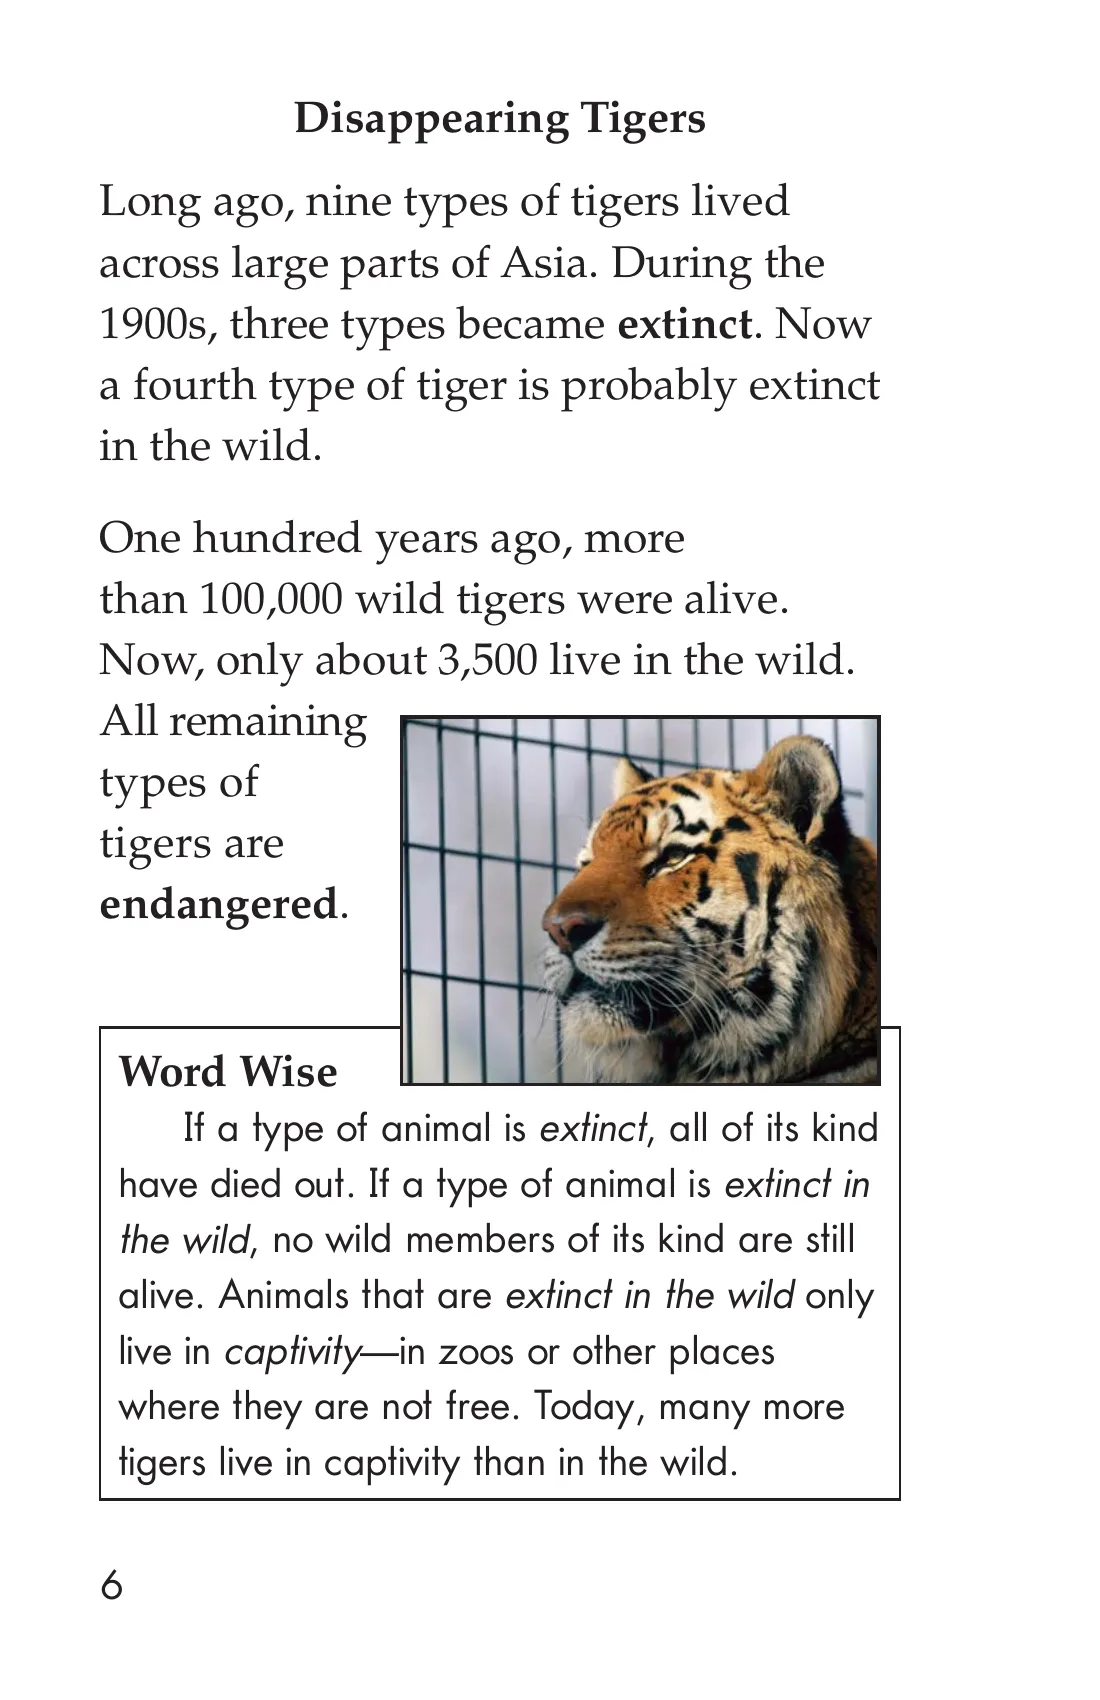 Disappearing Tigers
Long ago, nine types of tigers lived
across large parts of Asia. During the
1900s, three types became extinct. Now
a fourth type of tiger is probably extinct
in the wild.
One hundred years ago, more
than 100,000 wild tigers were alive.
Now, only about 3,500 live in the wild.
All remaining
types of
tigers are
endangered.
Word Wise
If a type of animal is extinct, all of its kind
have died out. If a type of animal is extinct in
the wild, no wild members of its kind are still
alive. Animals that are extinct in the wild only
live in captivity—in zoos or other places
where they are not free. Today, many more
tigers live in captivity than in the wild.
6